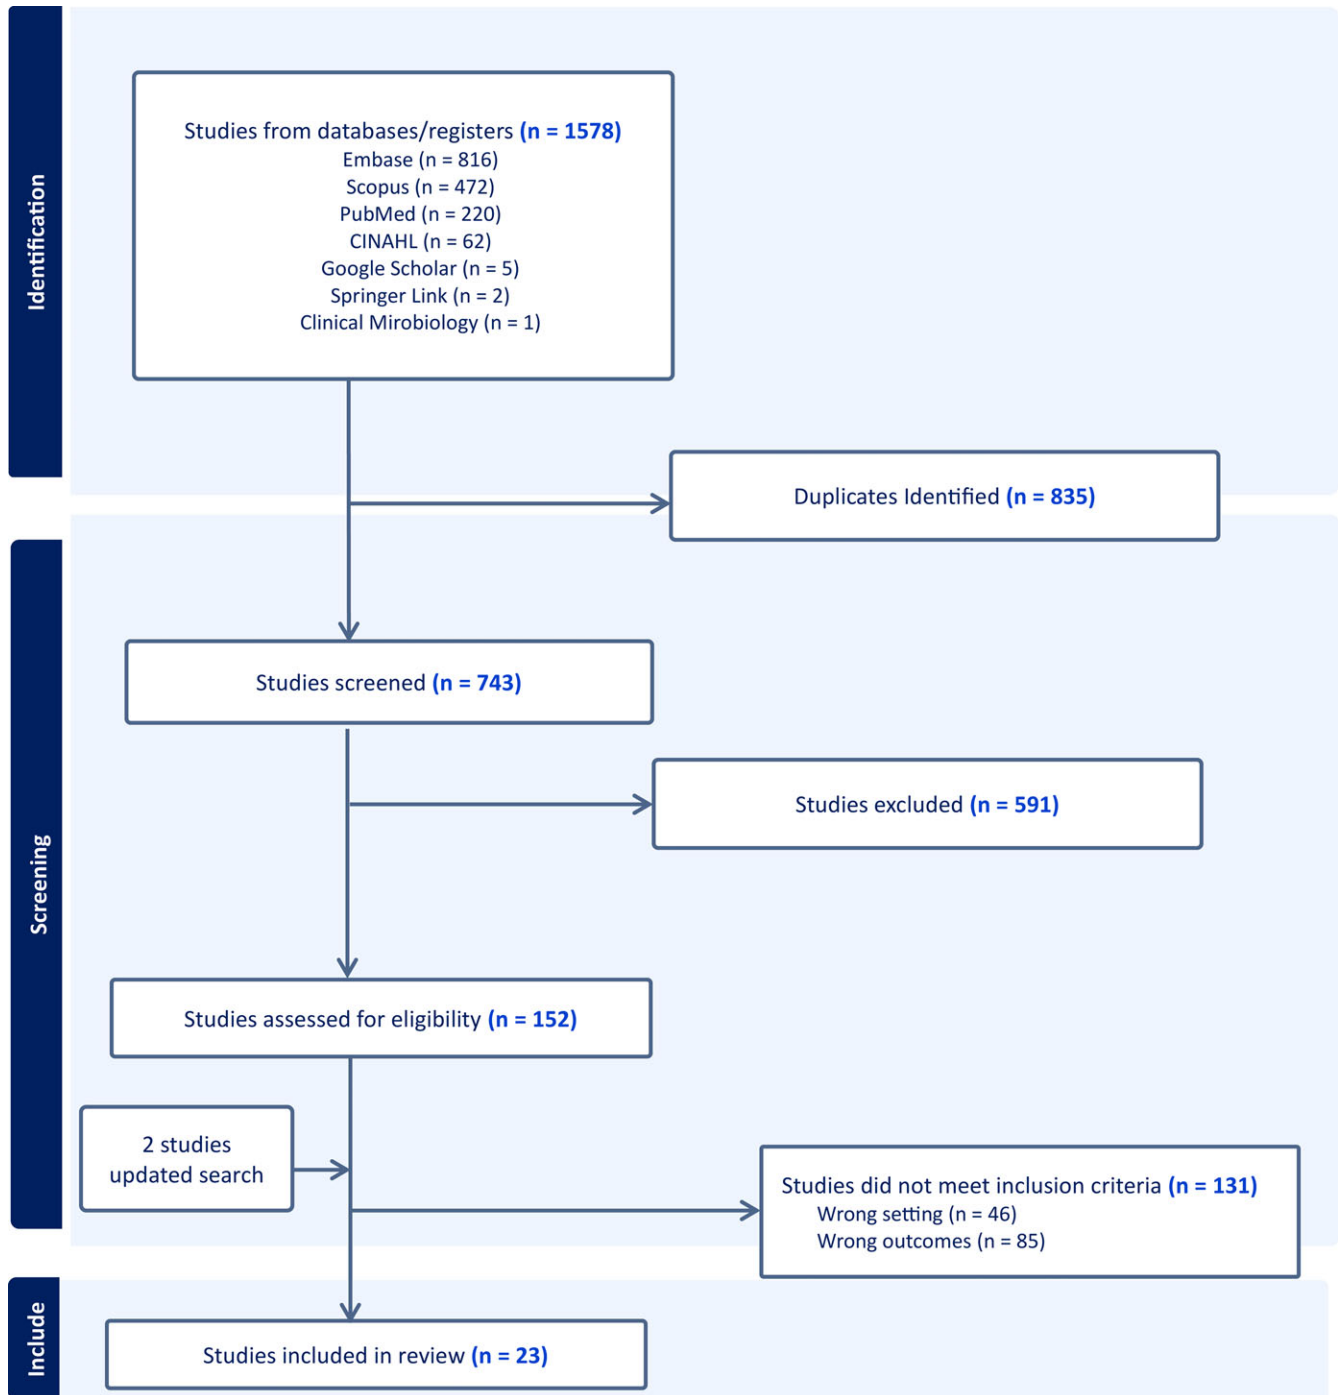 Identification
Studies from databases/registers (n = 1578)
Embase (n = 816)
Scopus (n = 472)
PubMed (n = 220)
CINAHL (n = 62)
Google Scholar (n = 5)
Springer Link (n = 2)
Clinical Mirobiology (n = 1)
Duplicates Identified (n = 835)
Screening
Studies screened (n = 743)
Studies excluded (n = 591)
Studies assessed for eligibility (n = 152)
2 studies
updated search
Studies did not meet inclusion criteria (n = 131)
Wrong setting (n = 46)
Wrong outcomes (n = 85)
Include
Studies included in review (n = 23)